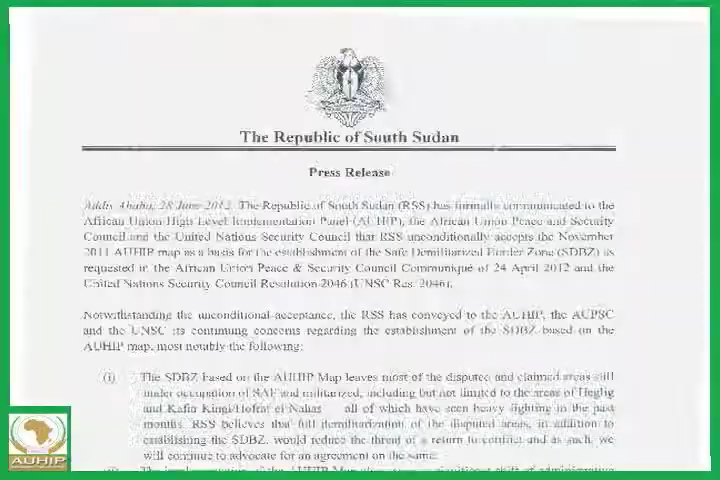 The Republic of South Sudan
Press Release
Addis Ababa, 28 June 2012. The Republic of South Sudan (RSS) has formally communicated to the
African Union High Level Implementation Panel (AUHIP), the African Union Peace and Security
Council and the United Nations Security Council that RSS unconditionally accepts the November
2011 AUHIP map as a basis for the establishment of the Safe Demilitarized Border Zone (SDBZ) as
requested in the African Union Peace & Security Council Communiqué of 24 April 2012 and the
United Nations Security Council Resolution 2046 (UNSC Res. 2046).
Notwithstanding the unconditional acceptance, the RSS has conveyed to the AUHIP, the AUPSC
and the UNSC its continuing concerns regarding the establishment of the SDBZ based on the
AUHIP map, most notably the following:
(i) The SDBZ based on the AUHIP Map leaves most of the disputed and claimed areas still
under occupation of SAF and militarized, including but not limited to the areas of Heglig
and Kafia Kingi/Hofrat el Nahas – all of which have seen heavy fighting in the past
months. RSS believes that full demilitarization of the disputed areas, in addition to
establishing the SDBZ, would reduce the threat of a return to conflict and as such, we
will continue to advocate for an agreement on the same.
The implementation of the AUHIP Map also significant shift of administrative
AUHIP